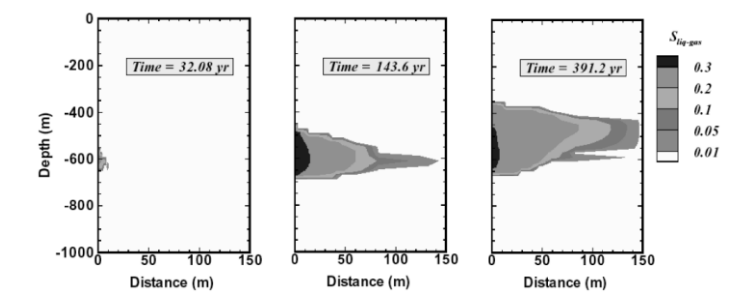 0
-200
-400
-600
-800
-1000
Depth (m)
Time = 32.08 yr
0 50 100 150
Distance (m)
Time = 143.6 yr
0 50 100 150
Distance (m)
Time = 391.2 yr
0 50 100 150
Distance (m)
S liq-gas
0.3
0.2
0.1
0.05
0.01